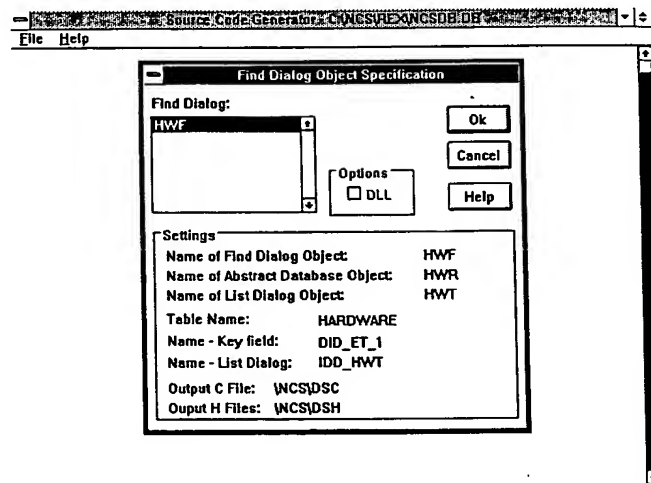 Source Code Generator - C:\NCS\REX\NCSDB.DB
File Help
Find Dialog Object Specification
Find Dialog:
HWF
Ok
Cancel
Options
DLL
Help
Settings
Name of Find Dialog Object: HWF
Name of Abstract Database Object: HWR
Name of List Dialog Object: HWT
Table Name: HARDWARE
Name - Key field: DID_ET_1
Name - List Dialog: IDD_HWT
Output C File: \NCS\DSC
Ouput H Files: \NCS\DSH